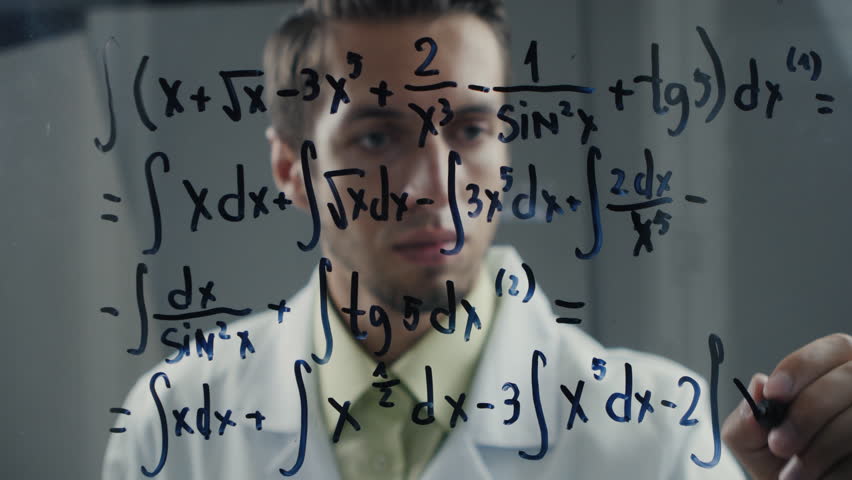 ∫(x+√x-3x⁵+2/x³-1/sin²x+tg5)dx⁽¹⁾=
=∫xdx+∫√xdx-∫3x⁵dx+∫2dx/x⁵-
-∫dx/sin²x+∫tg5dx⁽²⁾=
=∫xdx+∫x^(1/2)dx-3∫x⁵dx-2∫